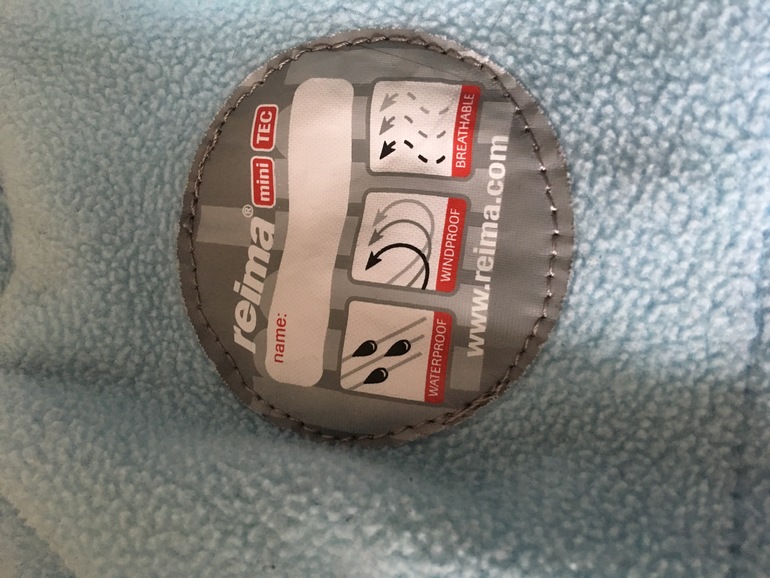 reima® mini TEC
name:
WATERPROOF
WINDPROOF
BREATHABLE
www.reima.com